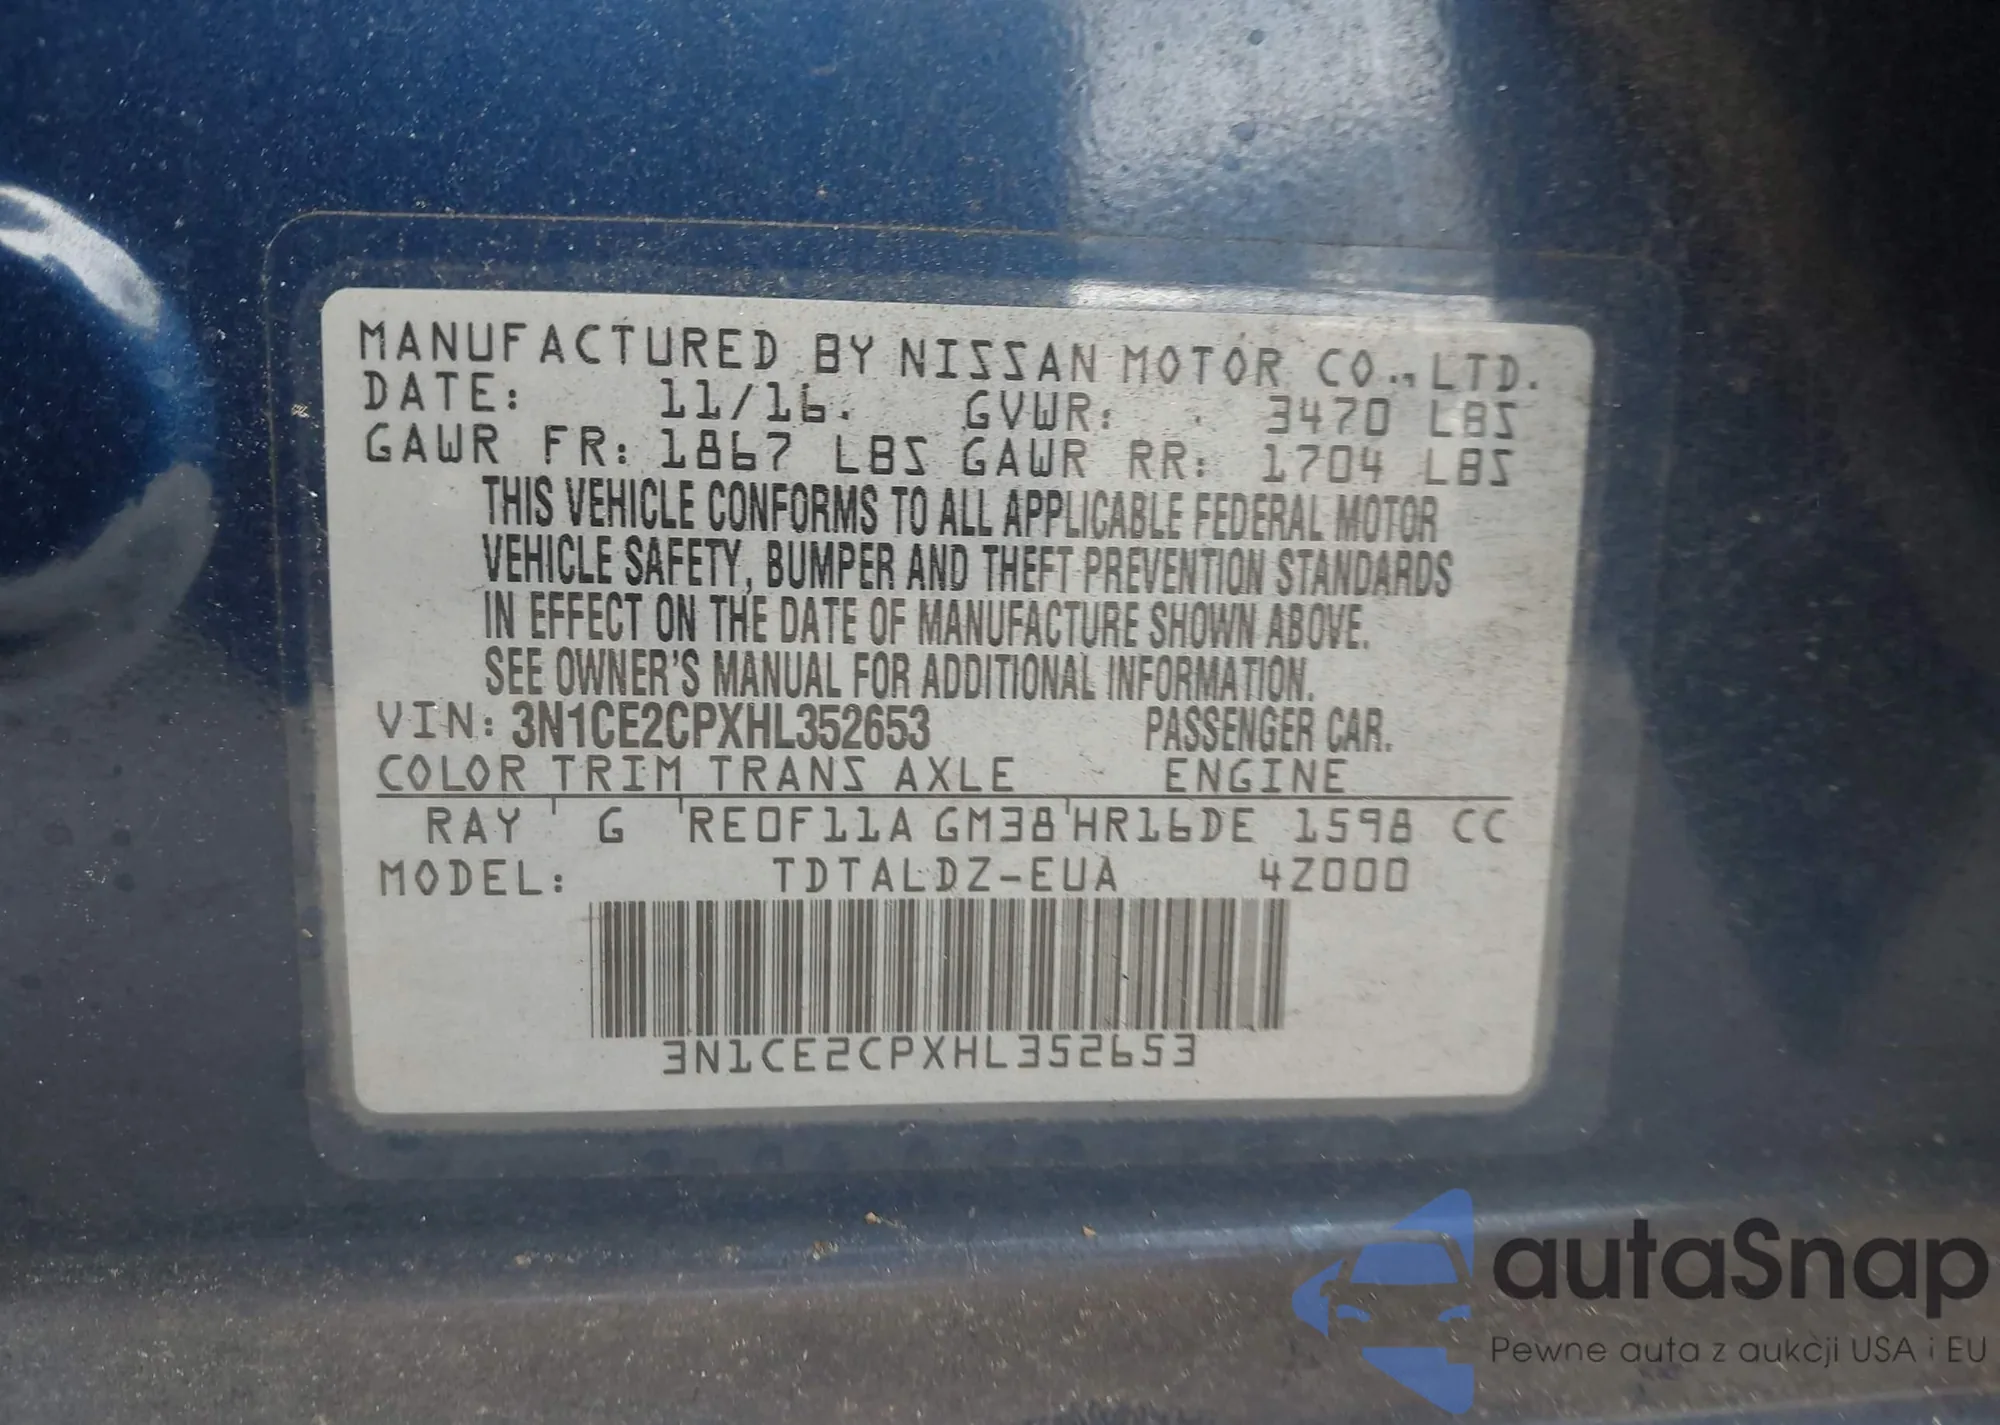 MANUFACTURED BY NISSAN MOTOR CO., LTD.
DATE: 11/16. GVWR: 3470 LBS
GAWR FR: 1867 LBS GAWR RR: 1704 LBS
THIS VEHICLE CONFORMS TO ALL APPLICABLE FEDERAL MOTOR
VEHICLE SAFETY, BUMPER AND THEFT PREVENTION STANDARDS
IN EFFECT ON THE DATE OF MANUFACTURE SHOWN ABOVE.
SEE OWNER'S MANUAL FOR ADDITIONAL INFORMATION.
VIN: 3N1CE2CPXHL352653 PASSENGER CAR.
COLOR TRIM TRANS AXLE ENGINE
RAY G RE0F11A GM38 HR16DE 1598 CC
MODEL: TDTALDZ-EUA 4Z000
3N1CE2CPXHL352653
autaSnap
Pewne auta z aukcji USA i EU